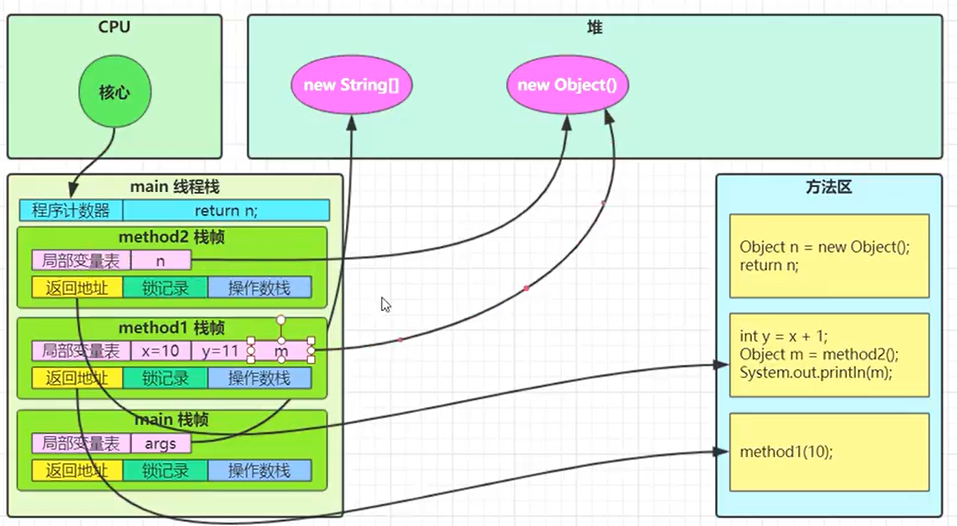 CPU
核心
堆
new String[]
new Object()
main 线程栈
程序计数器
return n;
method2 栈帧
局部变量表
n
返回地址
锁记录
操作数栈
method1 栈帧
局部变量表
x=10
y=11
m
返回地址
锁记录
操作数栈
main 栈帧
局部变量表
args
返回地址
锁记录
操作数栈
方法区
Object n = new Object();
return n;
int y = x + 1;
Object m = method2();
System.out.println(m);
method1(10);